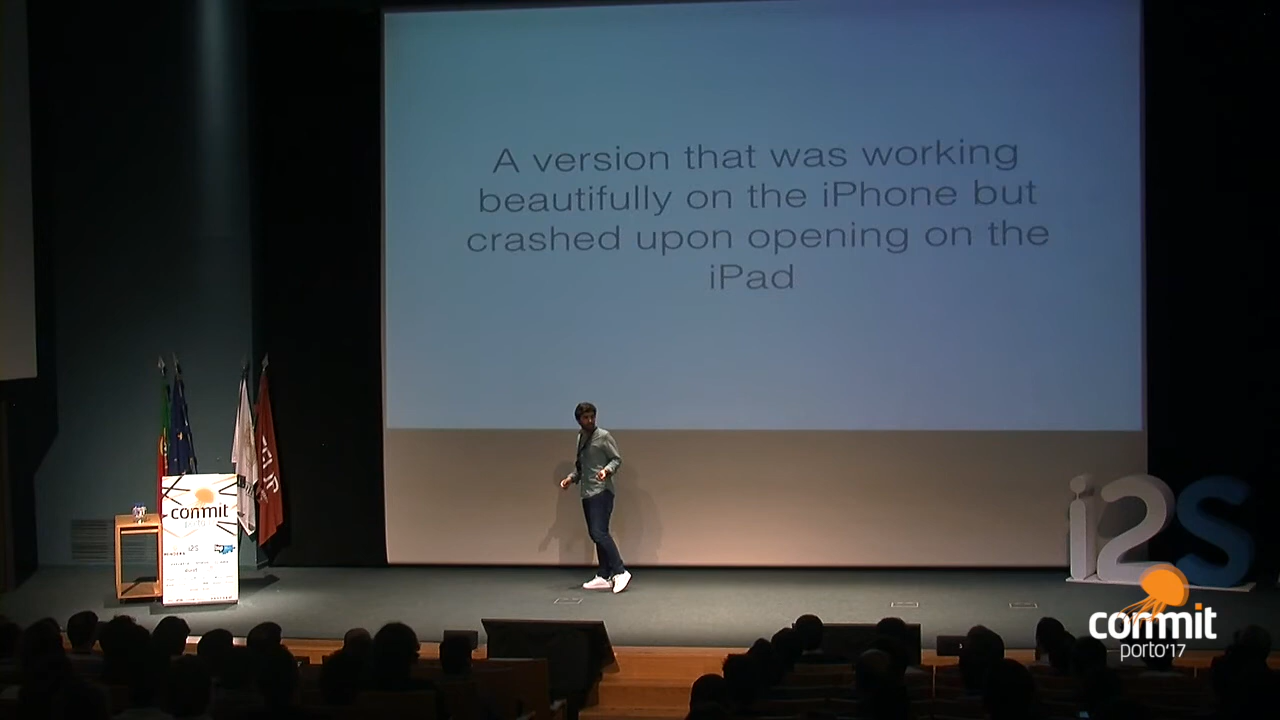 A version that was working
beautifully on the iPhone but
crashed upon opening on the
iPad
commit
porto
i2S
i2S
commit
porto'17